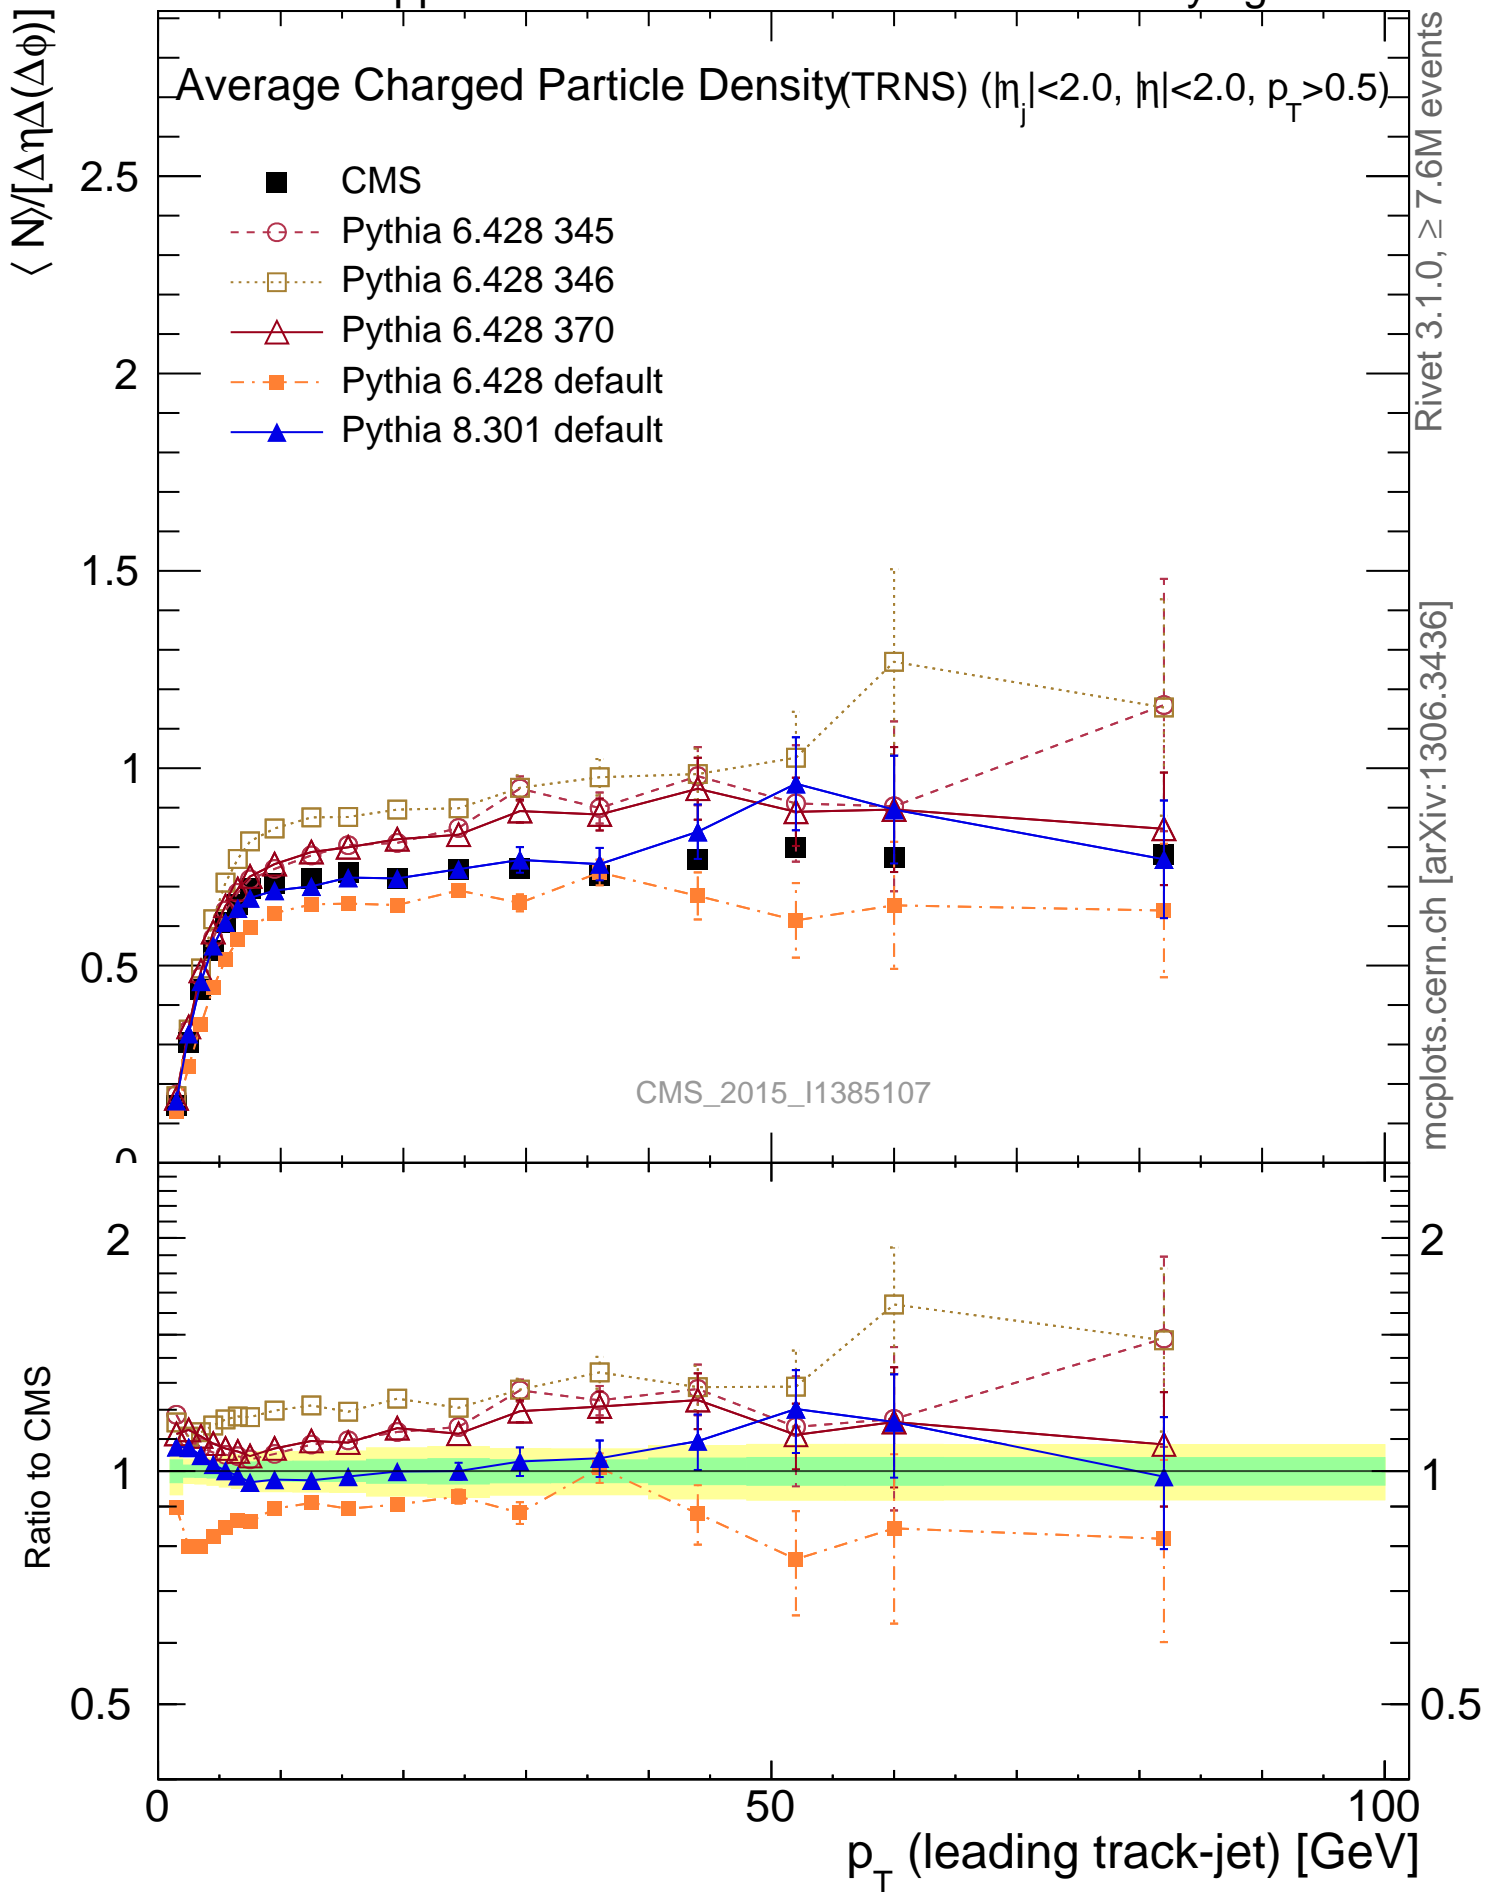 Average Charged Particle Density (TRNS) (|η_j|<2.0, |η|<2.0, p_T>0.5)
⟨ N⟩/[ΔηΔ(Δϕ)]
CMS
Pythia 6.428 345
Pythia 6.428 346
Pythia 6.428 370
Pythia 6.428 default
Pythia 8.301 default
2.5
2
1.5
1
0.5
0
CMS_2015_I1385107
Rivet 3.1.0, ≥ 7.6M events
mcplots.cern.ch [arXiv:1306.3436]
Ratio to CMS
2
1
0.5
2
1
0.5
0
50
100
p_T (leading track-jet) [GeV]